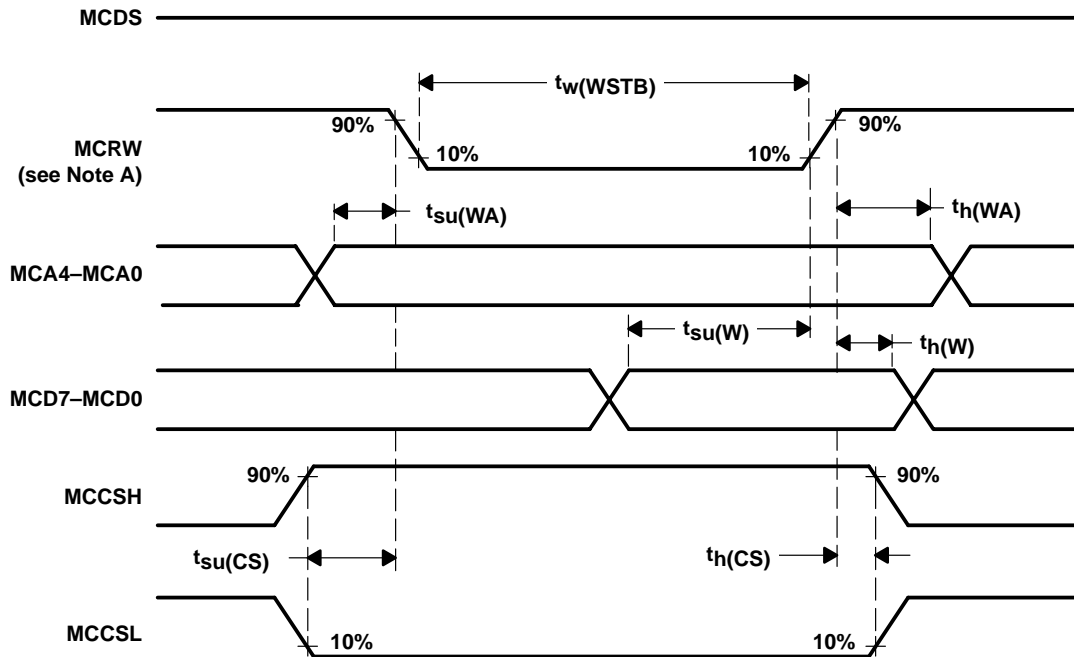 MCDS
tw(WSTB)
90%
90%
MCRW
(see Note A)
10%
10%
tsu(WA)
th(WA)
MCA4–MCA0
tsu(W)
th(W)
MCD7–MCD0
90%
90%
MCCSH
tsu(CS)
th(CS)
MCCSL
10%
10%